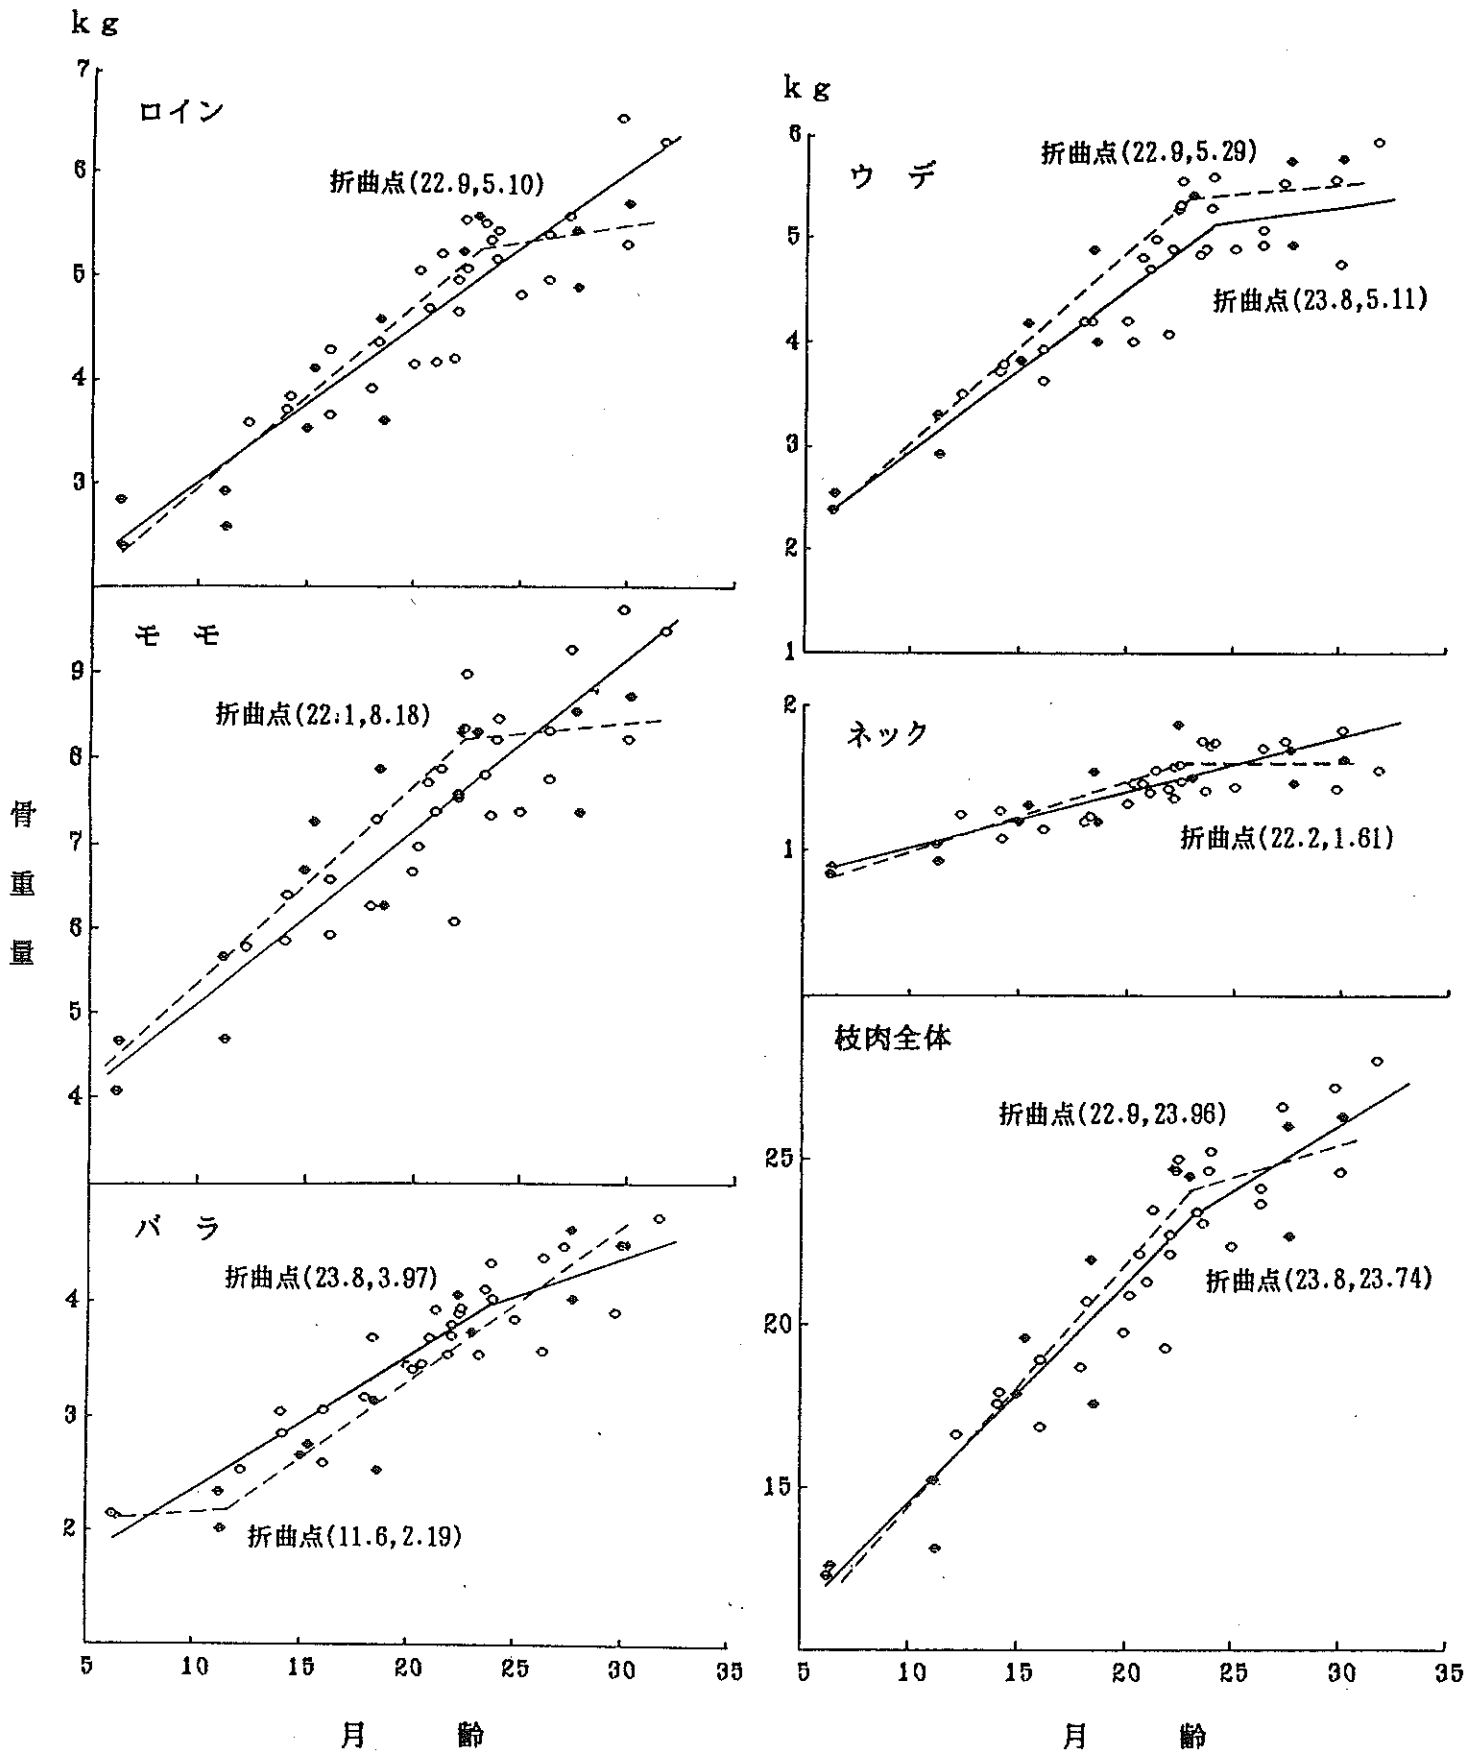 kg
7
ロイン
折曲点(22.9,5.10)
6
5
4
3
モモ
9
折曲点(22.1,8.18)
8
7
6
5
4
骨重量
バラ
折曲点(23.8,3.97)
4
3
2
折曲点(11.6,2.19)
5 10 15 20 25 30 35
月齢
kg
6
ウデ
折曲点(22.9,5.29)
5
折曲点(23.8,5.11)
4
3
2
1
2
ネック
1
折曲点(22.2,1.61)
枝肉全体
折曲点(22.9,23.96)
25
折曲点(23.8,23.74)
20
15
5 10 15 20 25 30 35
月齢